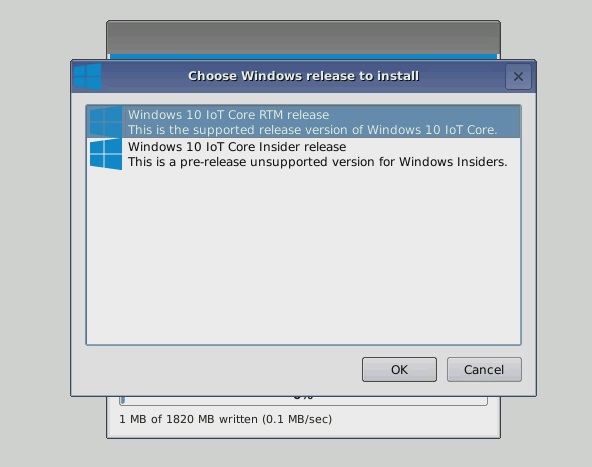 Choose Windows release to install
Windows 10 IoT Core RTM release
This is the supported release version of Windows 10 IoT Core.
Windows 10 IoT Core Insider release
This is a pre-release unsupported version for Windows Insiders.
OK Cancel
1 MB of 1820 MB written (0.1 MB/sec)